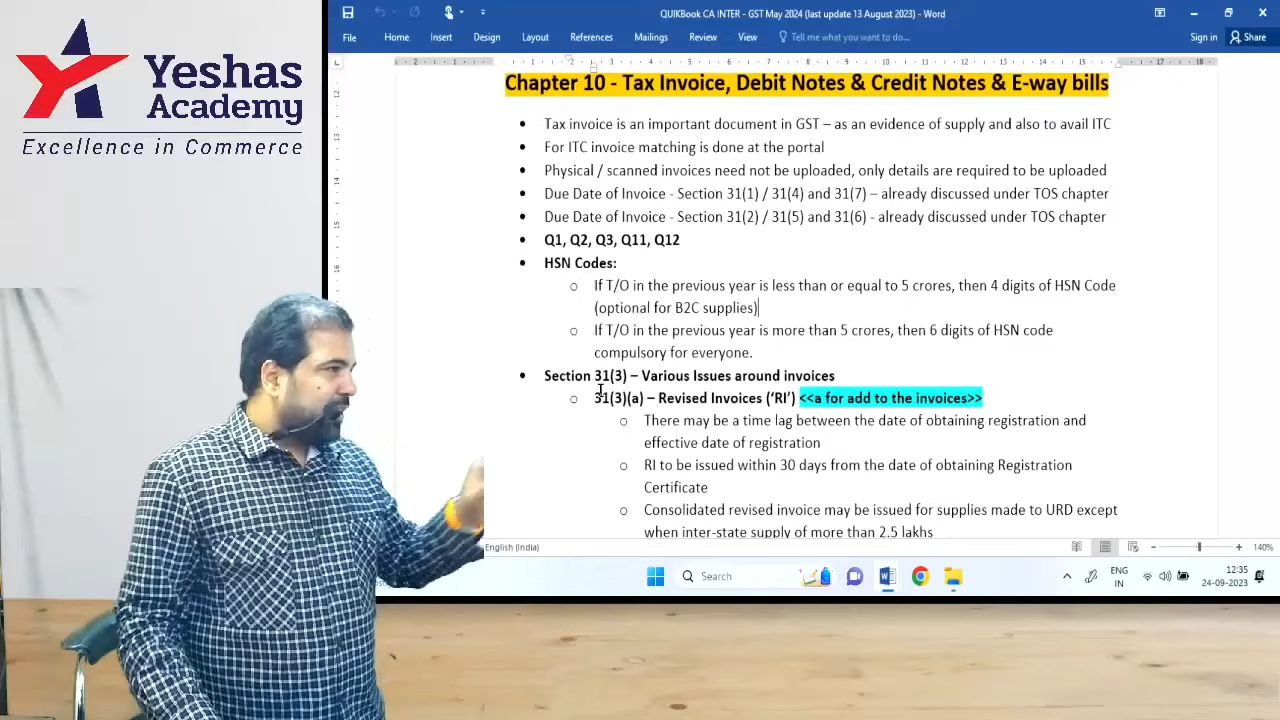 Yeshas
Academy
Excellence in Commerce
QUIKBook CA INTER - GST May 2024 (last update 13 August 2023) - Word
File Home Insert Design Layout References Mailings Review View Tell me what you want to do... Sign in Share
Chapter 10 - Tax Invoice, Debit Notes & Credit Notes & E-way bills
• Tax invoice is an important document in GST – as an evidence of supply and also to avail ITC
• For ITC invoice matching is done at the portal
• Physical / scanned invoices need not be uploaded, only details are required to be uploaded
• Due Date of Invoice - Section 31(1) / 31(4) and 31(7) – already discussed under TOS chapter
• Due Date of Invoice - Section 31(2) / 31(5) and 31(6) - already discussed under TOS chapter
• Q1, Q2, Q3, Q11, Q12
• HSN Codes:
o If T/O in the previous year is less than or equal to 5 crores, then 4 digits of HSN Code
(optional for B2C supplies)
o If T/O in the previous year is more than 5 crores, then 6 digits of HSN code
compulsory for everyone.
• Section 31(3) – Various Issues around invoices
o 31(3)(a) – Revised Invoices (‘RI’) <<a for add to the invoices>>
o There may be a time lag between the date of obtaining registration and
effective date of registration
o RI to be issued within 30 days from the date of obtaining Registration
Certificate
o Consolidated revised invoice may be issued for supplies made to URD except
when inter-state supply of more than 2.5 lakhs
English (India) 140%
Search ENG IN 12:35 24-09-2023